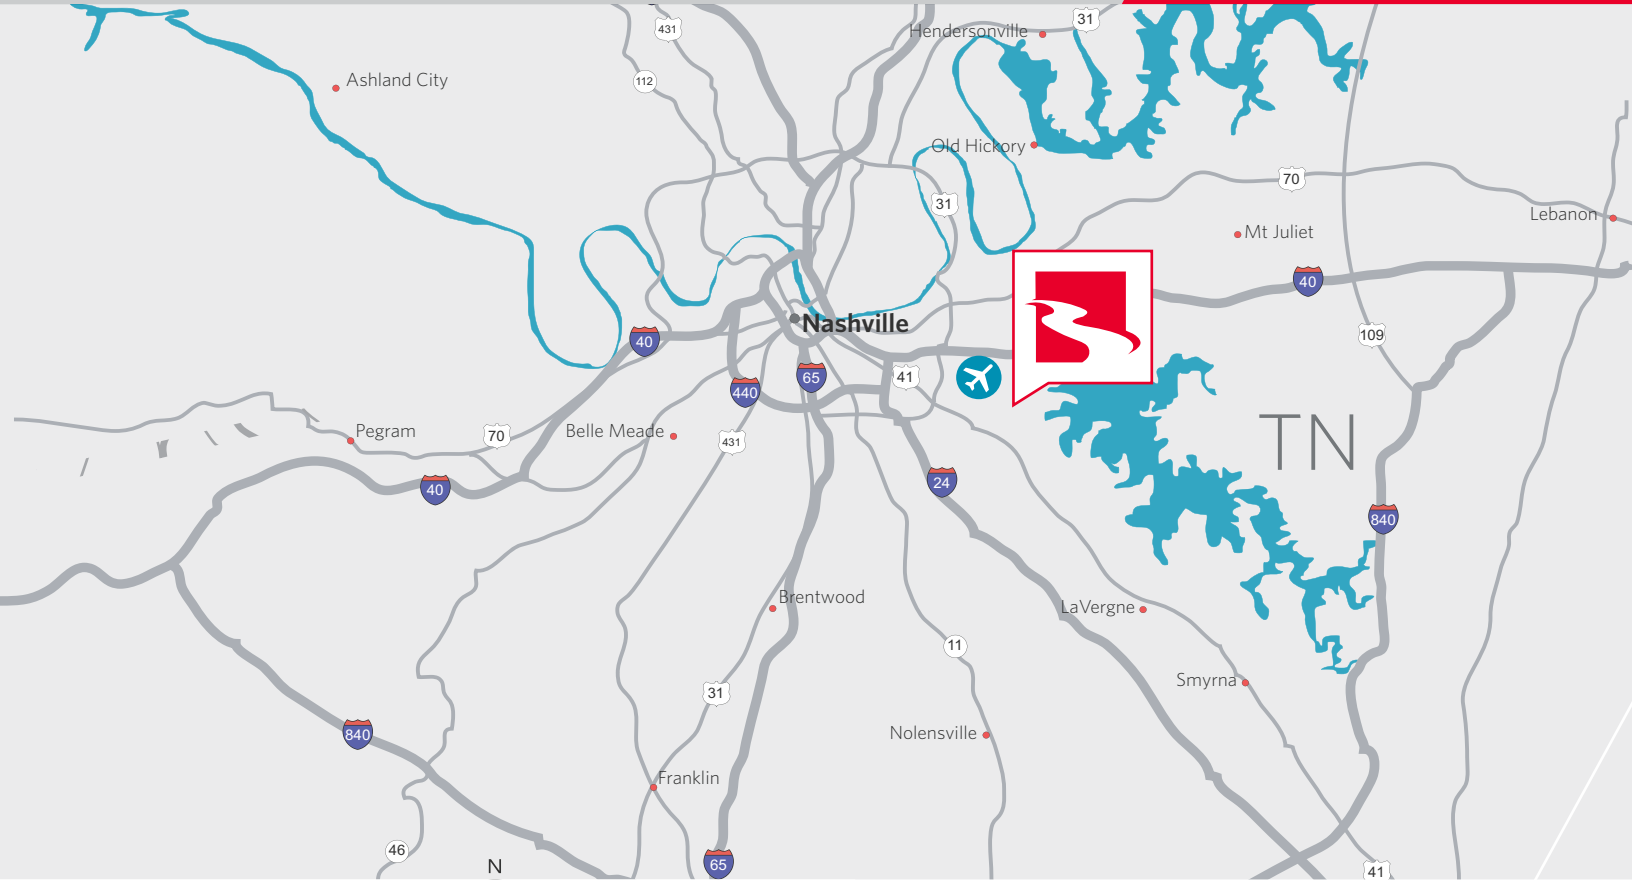 31
431
Hendersonville
Ashland City
112
Old Hickory
70
31
Lebanon
Mt Juliet
40
Nashville
109
40
65
41
440
TN
Pegram
70
Belle Meade
431
40
24
840
Brentwood
LaVergne
11
Smyrna
31
Nolensville
840
Franklin
46
N
65
41